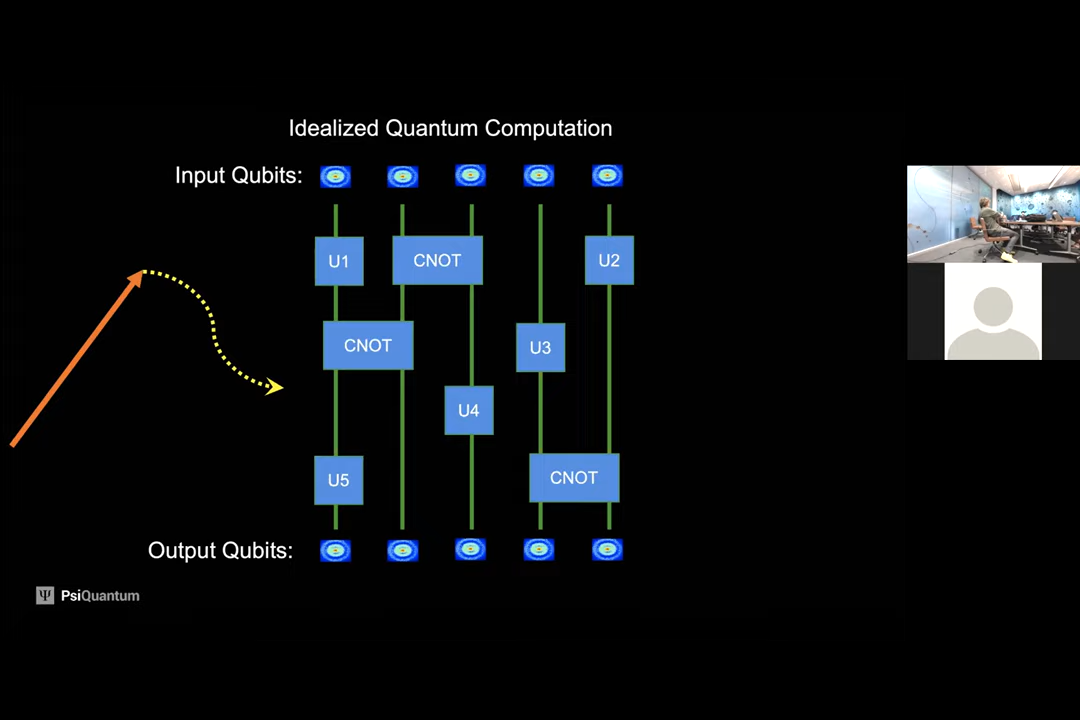 Idealized Quantum Computation
Input Qubits:
U1
CNOT
U2
CNOT
U3
U4
U5
CNOT
Output Qubits:
Ψ PsiQuantum